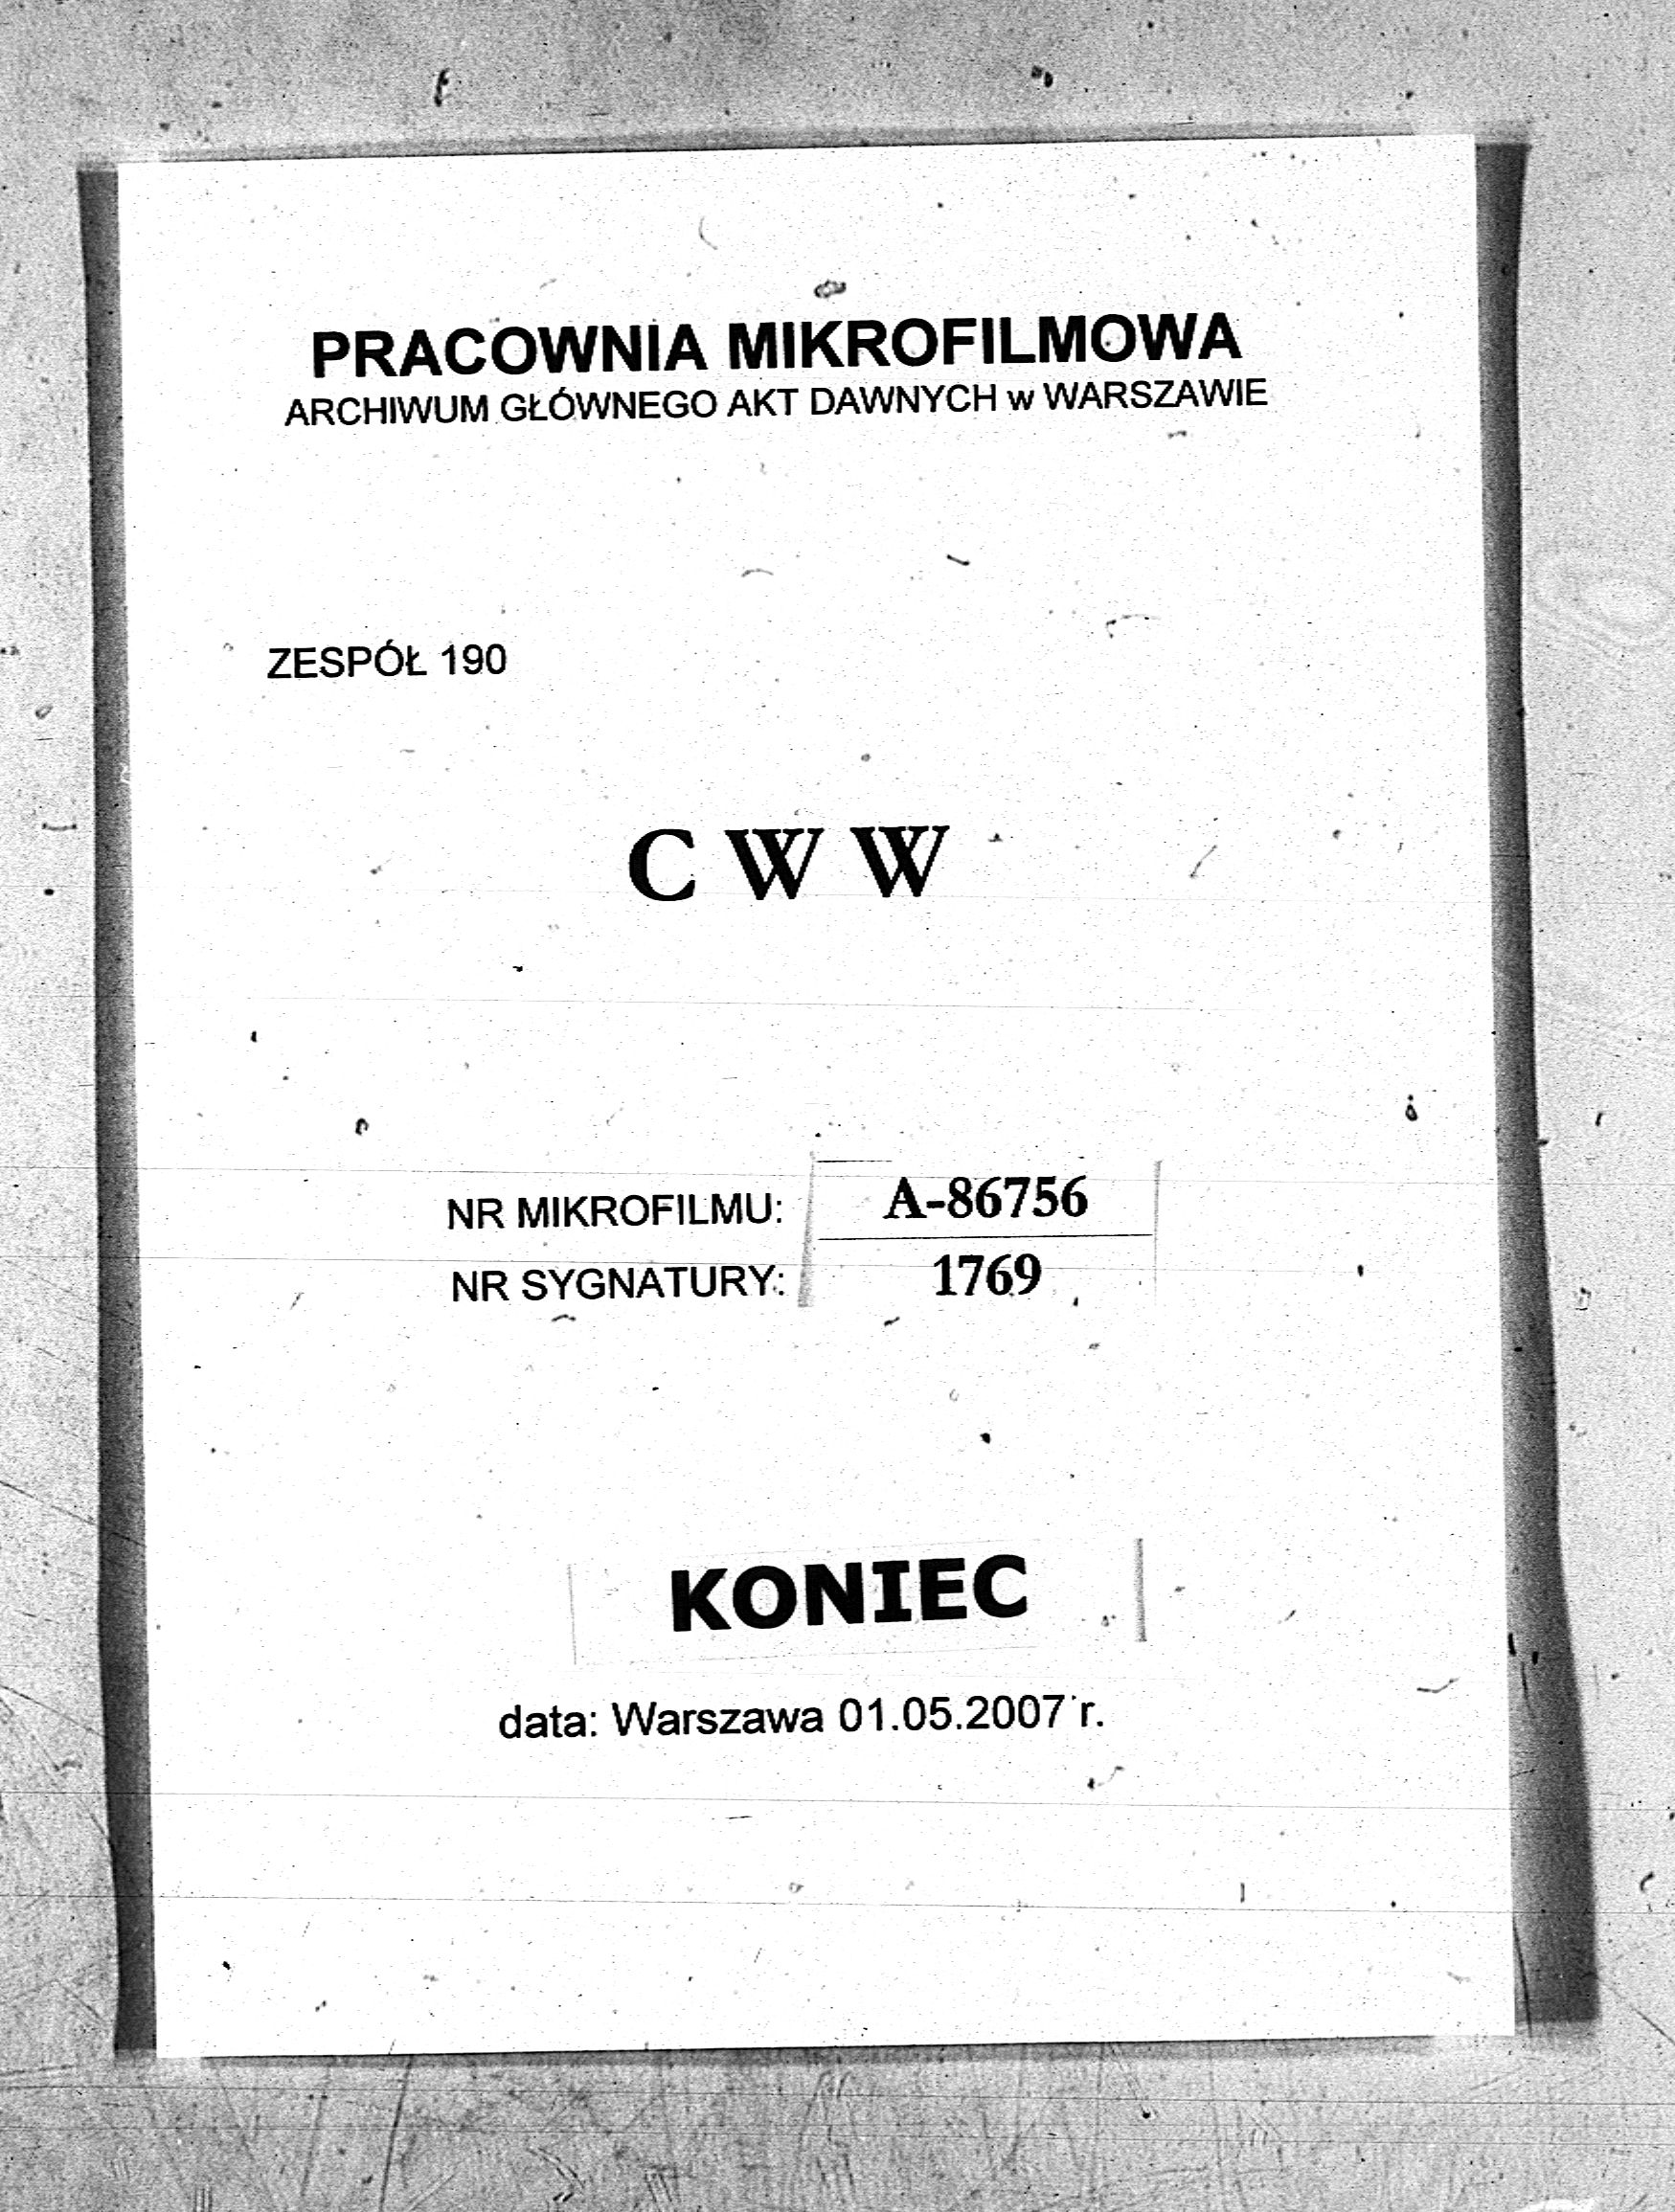 PRACOWNIA MIKROFILMOWA
ARCHIWUM GŁÓWNEGO AKT DAWNYCH w WARSZAWIE
ZESPÓŁ 190
C W W
NR MIKROFILMU: A-86756
NR SYGNATURY: 1769
KONIEC
data: Warszawa 01.05.2007 r.